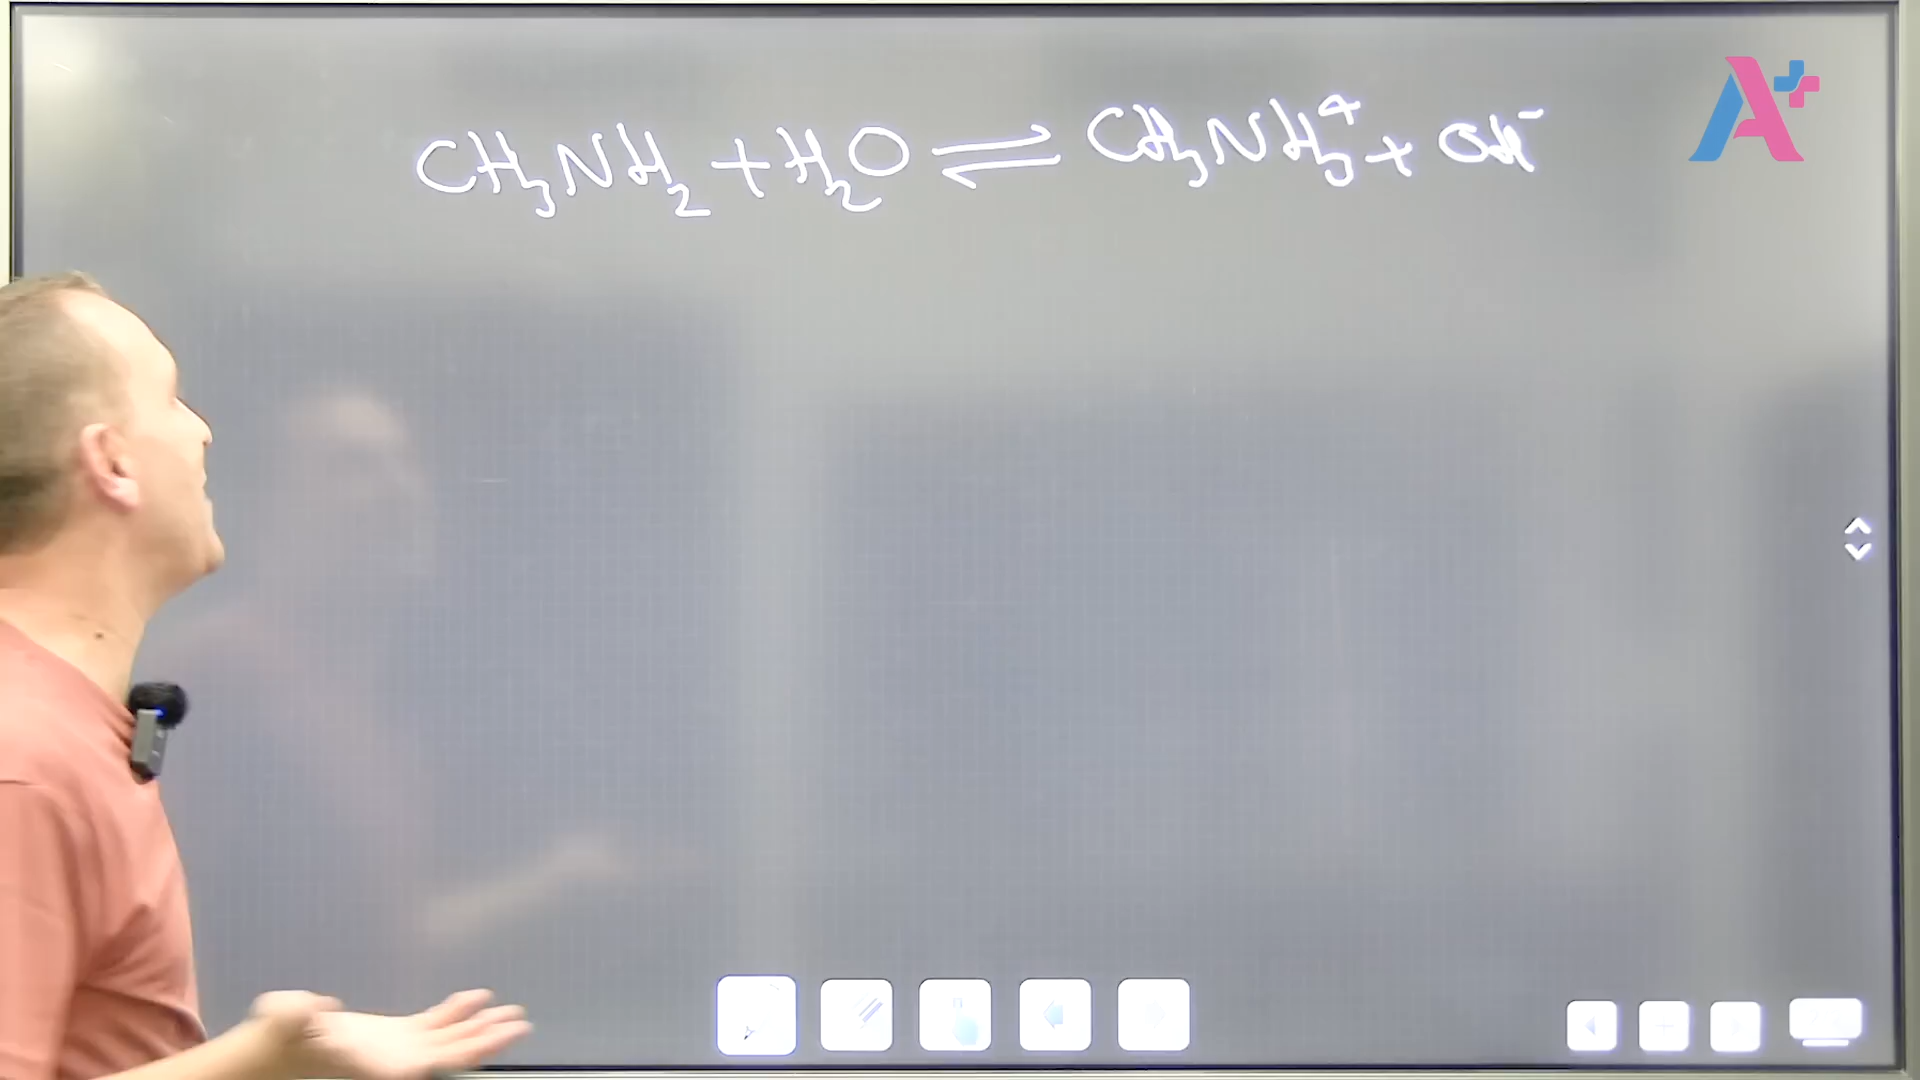 CH₃NH₂ + H₂O ⇌ CH₃NH₃⁺ + OH⁻
A+